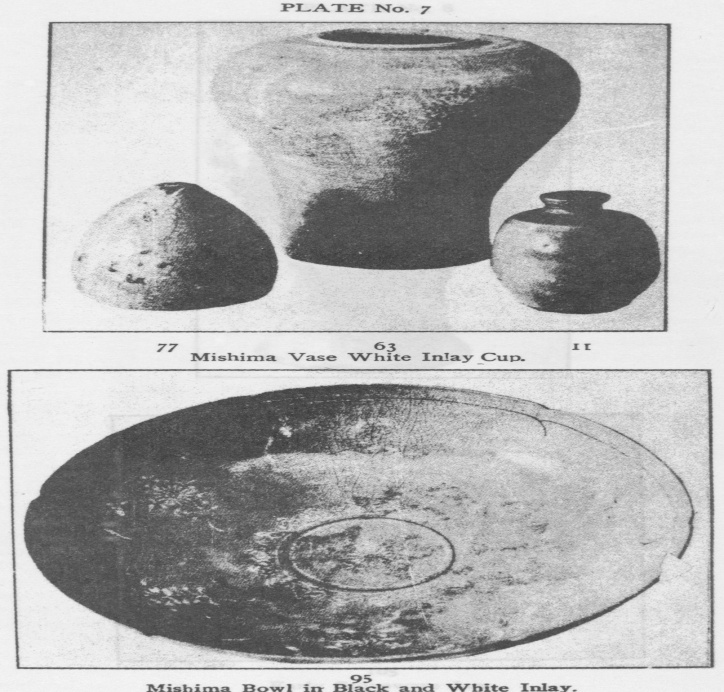 PLATE No. 7
77 63 11
Mishima Vase White Inlay Cup.
95
Mishima Bowl in Black and White Inlay.